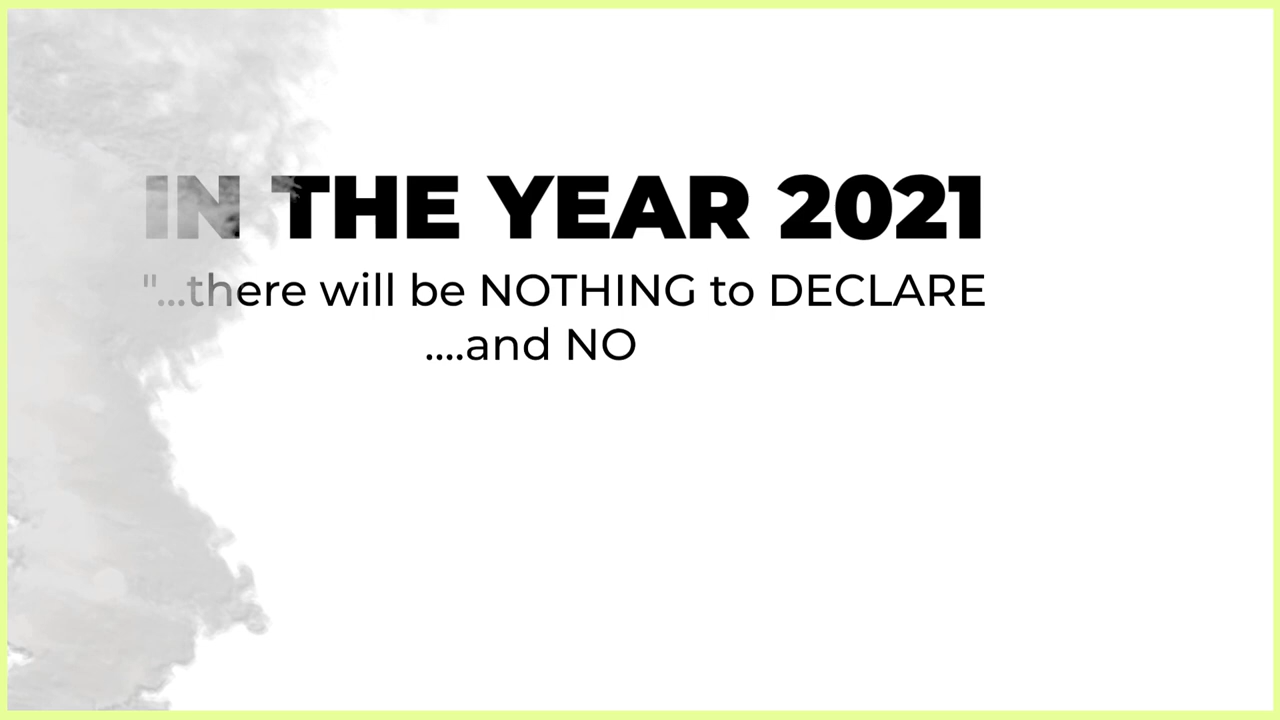 IN THE YEAR 2021
"...there will be NOTHING to DECLARE
....and NO